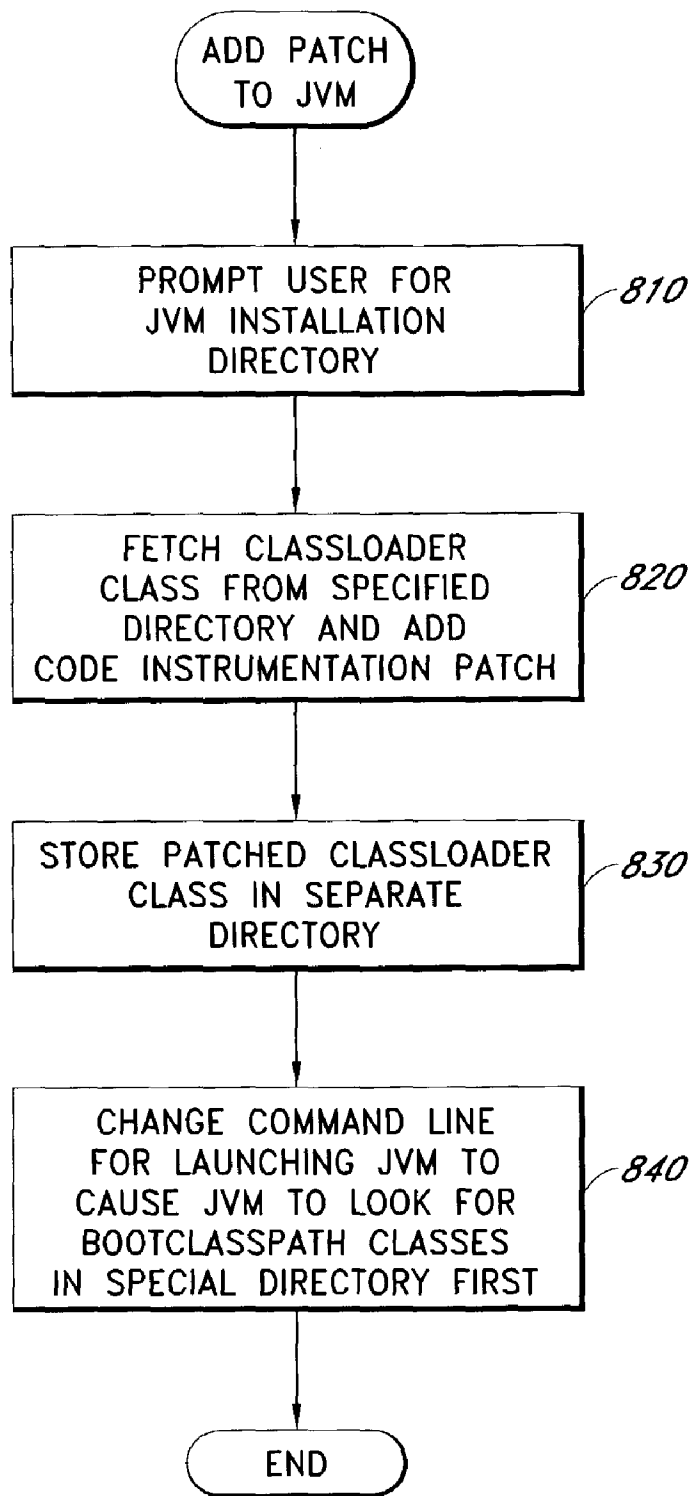 ADD PATCH
TO JVM
PROMPT USER FOR
JVM INSTALLATION
DIRECTORY
810
FETCH CLASSLOADER
CLASS FROM SPECIFIED
DIRECTORY AND ADD
CODE INSTRUMENTATION PATCH
820
STORE PATCHED CLASSLOADER
CLASS IN SEPARATE
DIRECTORY
830
CHANGE COMMAND LINE
FOR LAUNCHING JVM TO
CAUSE JVM TO LOOK FOR
BOOTCLASSPATH CLASSES
IN SPECIAL DIRECTORY FIRST
840
END